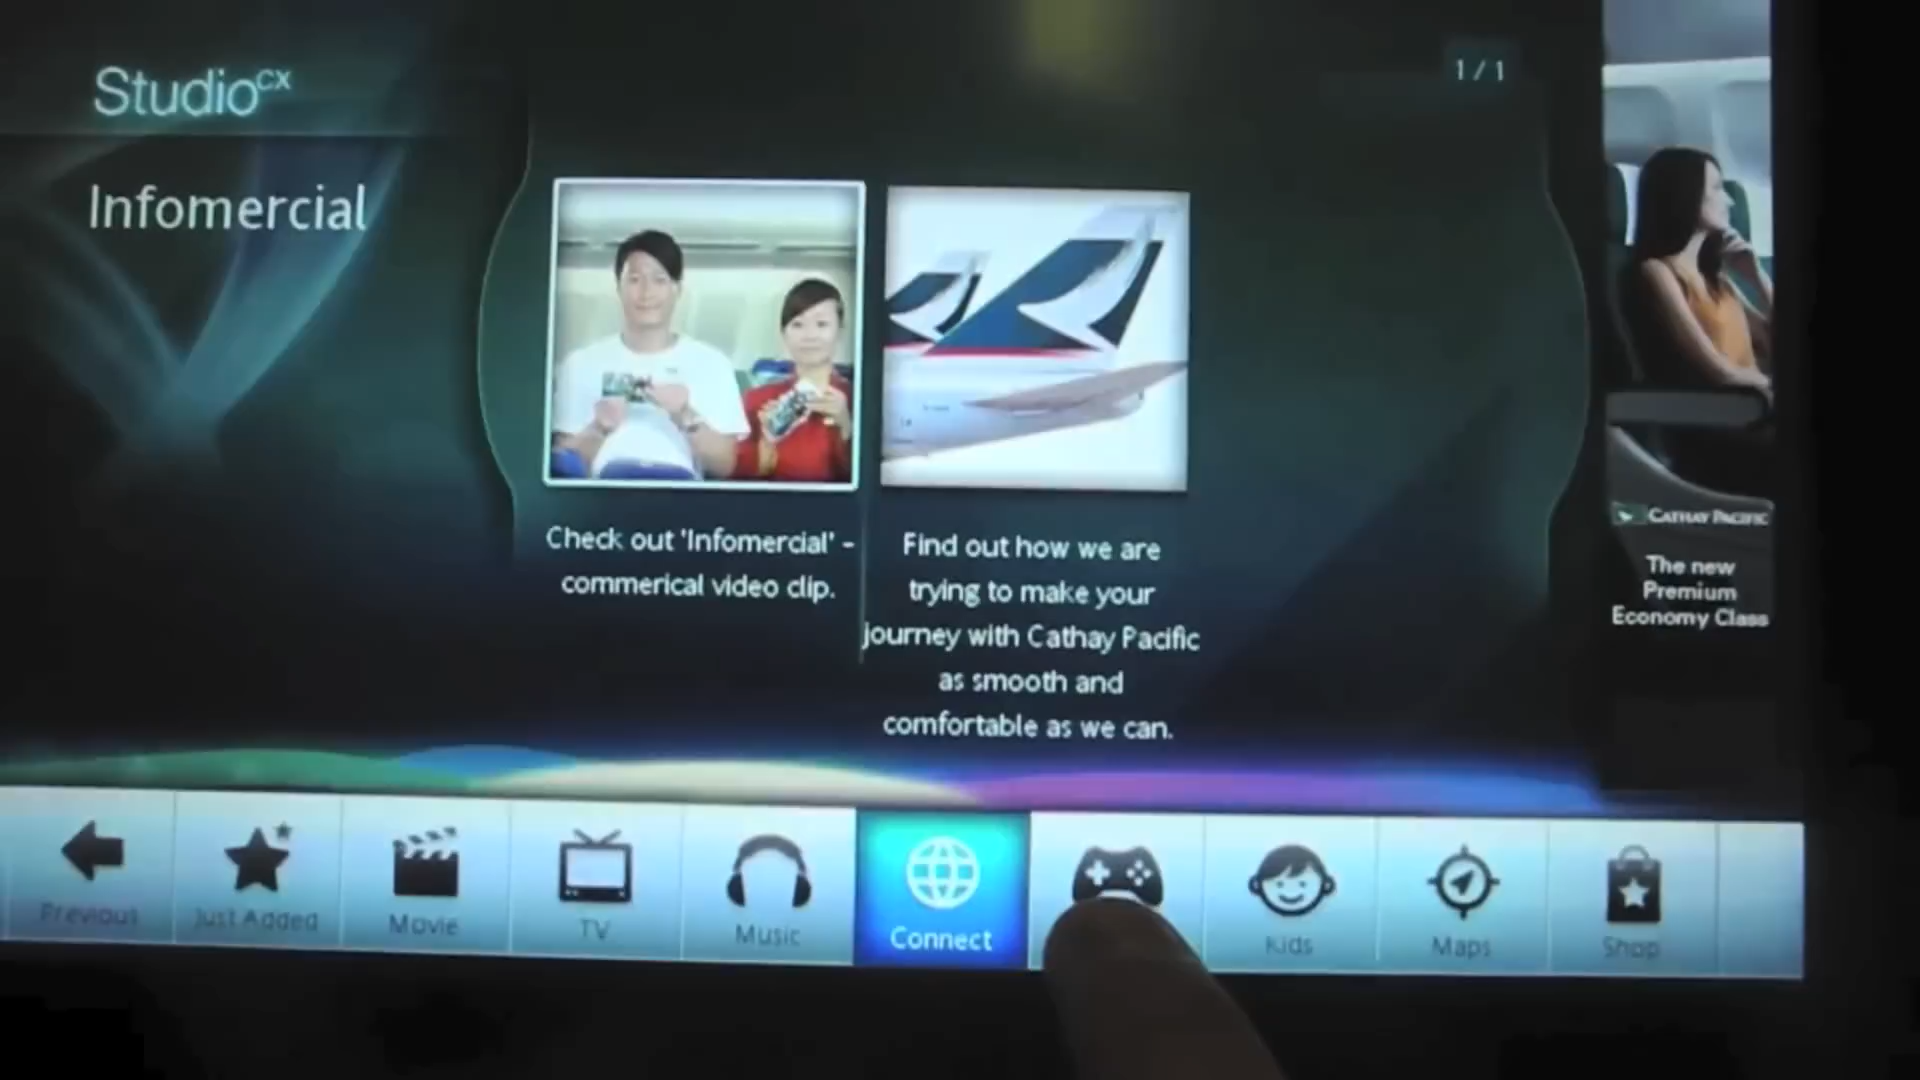 Studio CX
1/1
Infomercial
Check out 'Infomercial' -
commerical video clip.
Find out how we are
trying to make your
journey with Cathay Pacific
as smooth and
comfortable as we can.
CATHAY PACIFIC
The new
Premium
Economy Class
Previous
Just Added
Movie
TV
Music
Connect
Kids
Maps
Shop